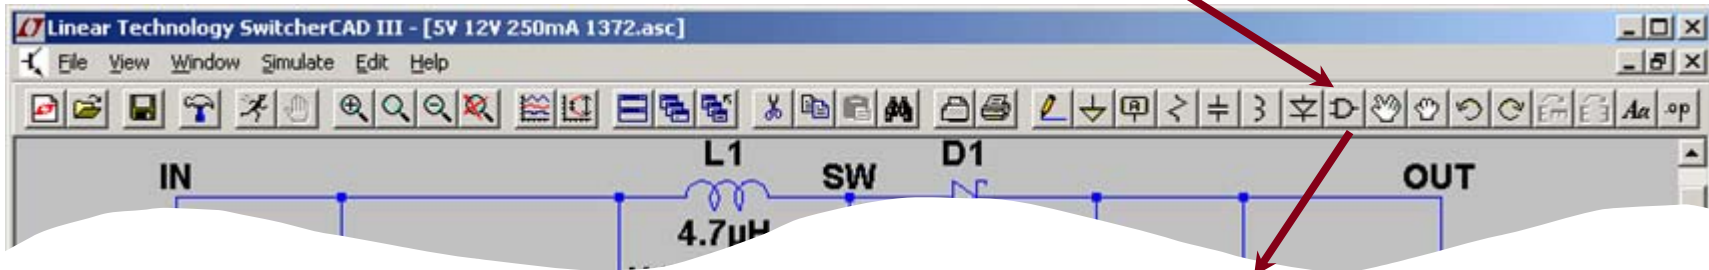 Linear Technology SwitcherCAD III - [5V 12V 250mA 1372.asc]
File View Window Simulate Edit Help
A Aa .op
L1 D1
IN SW OUT
4.7µH